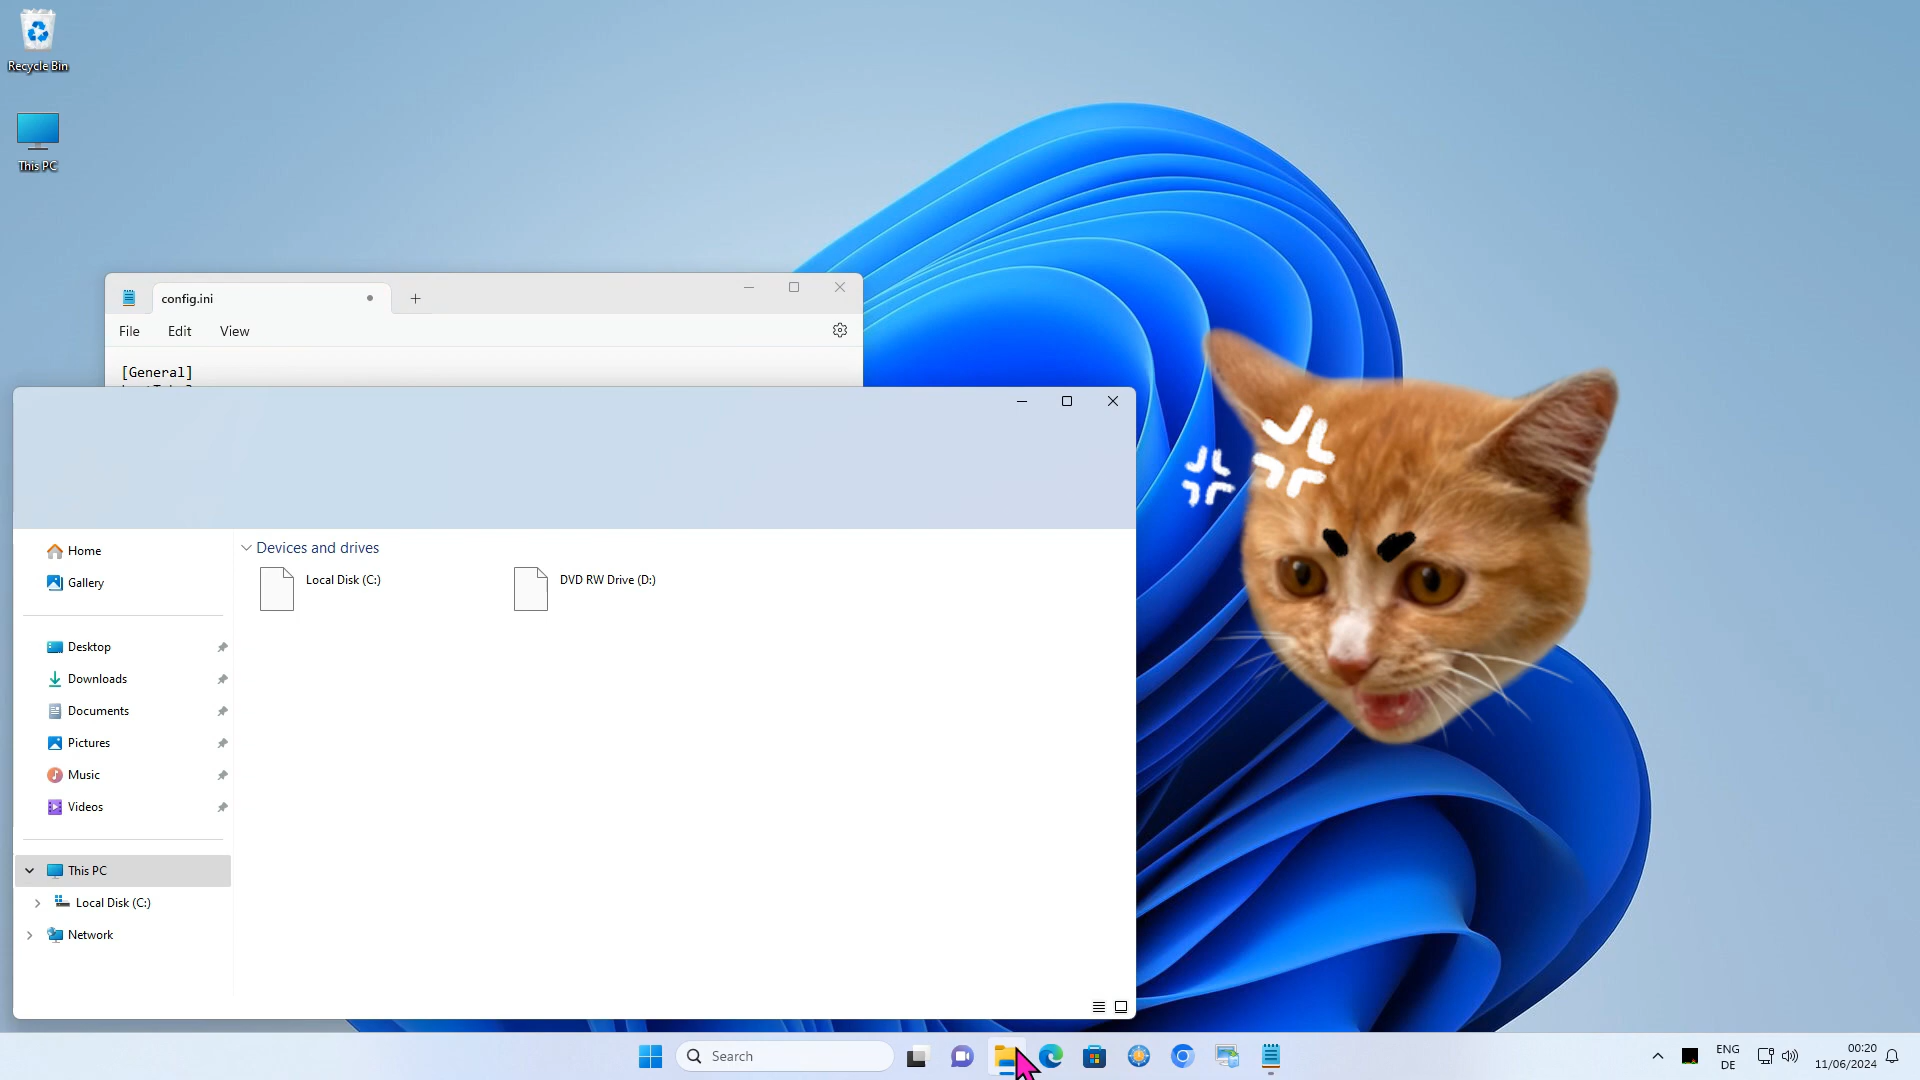 Recycle Bin
This PC
config.ini
File Edit View
[General]
Devices and drives
Local Disk (C:)
DVD RW Drive (D:)
Home
Gallery
Desktop
Downloads
Documents
Pictures
Music
Videos
This PC
Local Disk (C:)
Network
Search
ENG
DE
00:20
11/06/2024